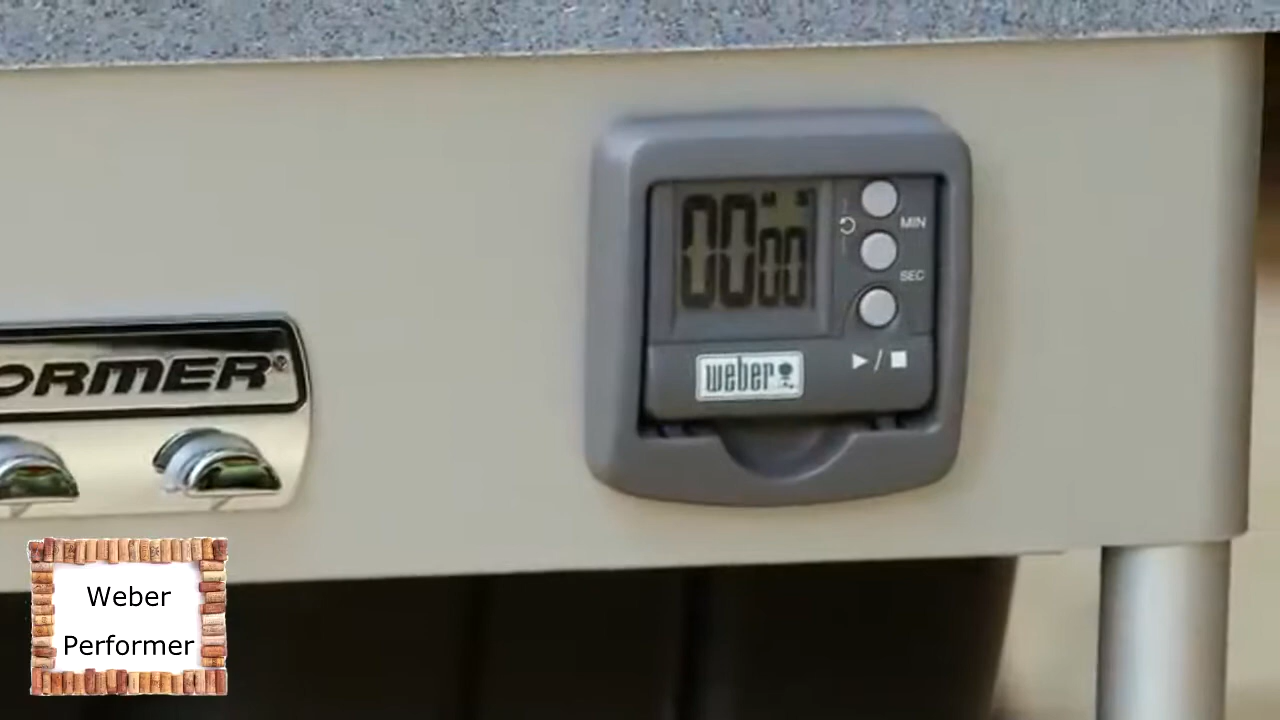 00 00
M S
MIN
SEC
weber
ORMER®
Weber
Performer